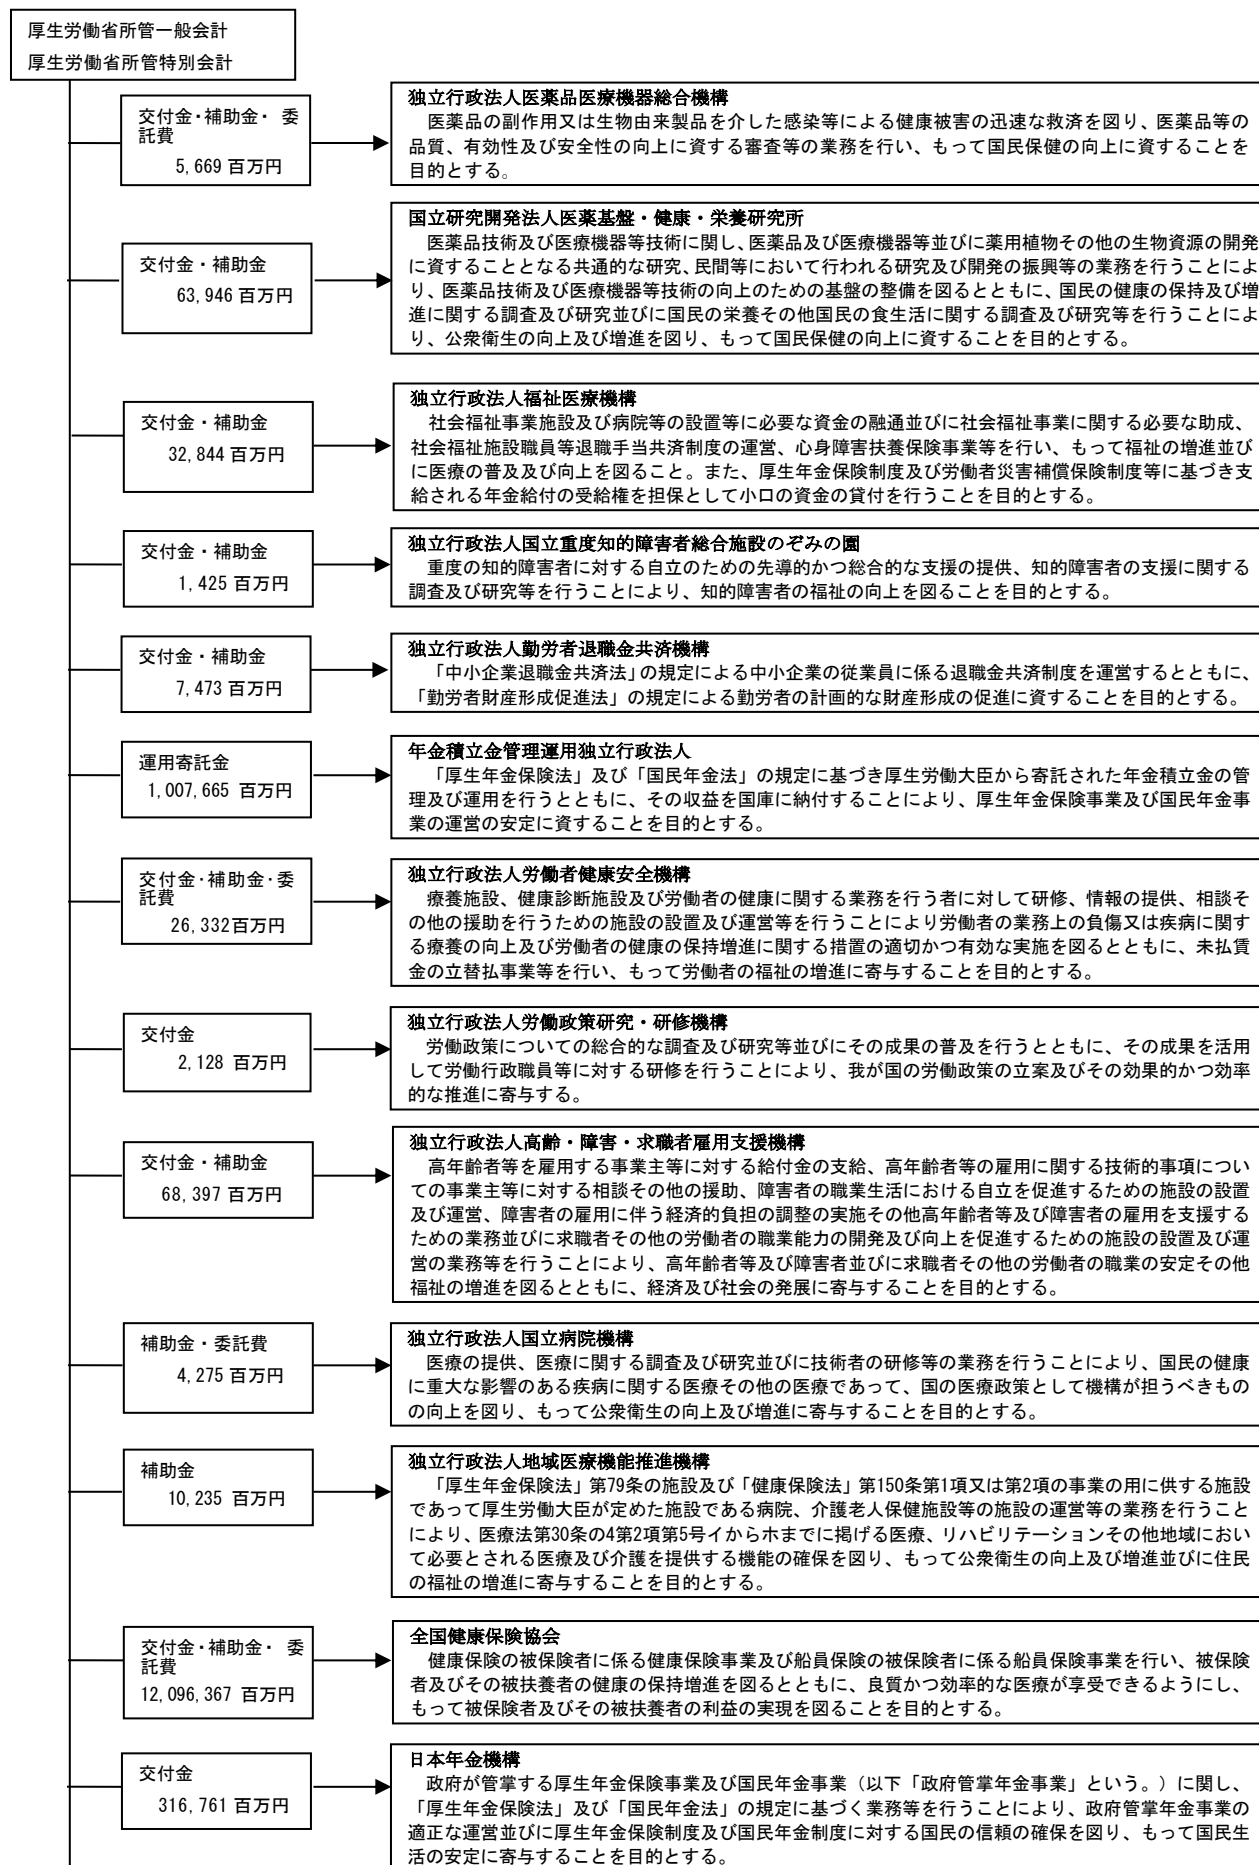 厚生労働省所管一般会計
厚生労働省所管特別会計
交付金・補助金・ 委
託費
5,669 百万円
独立行政法人医薬品医療機器総合機構
医薬品の副作用又は生物由来製品を介した感染等による健康被害の迅速な救済を図り、医薬品等の
品質、有効性及び安全性の向上に資する審査等の業務を行い、もって国民保健の向上に資することを
目的とする。
交付金・補助金
63,946 百万円
国立研究開発法人医薬基盤・健康・栄養研究所
医薬品技術及び医療機器等技術に関し、医薬品及び医療機器等並びに薬用植物その他の生物資源の開発
に資することとなる共通的な研究、民間等において行われる研究及び開発の振興等の業務を行うことによ
り、医薬品技術及び医療機器等技術の向上のための基盤の整備を図るとともに、国民の健康の保持及び増
進に関する調査及び研究並びに国民の栄養その他国民の食生活に関する調査及び研究等を行うことによ
り、公衆衛生の向上及び増進を図り、もって国民保健の向上に資することを目的とする。
交付金・補助金
32,844 百万円
独立行政法人福祉医療機構
社会福祉事業施設及び病院等の設置等に必要な資金の融通並びに社会福祉事業に関する必要な助成、
社会福祉施設職員等退職手当共済制度の運営、心身障害扶養保険事業等を行い、もって福祉の増進並び
に医療の普及及び向上を図ること。また、厚生年金保険制度及び労働者災害補償保険制度等に基づき支
給される年金給付の受給権を担保として小口の資金の貸付を行うことを目的とする。
交付金・補助金
1,425 百万円
独立行政法人国立重度知的障害者総合施設のぞみの園
重度の知的障害者に対する自立のための先導的かつ総合的な支援の提供、知的障害者の支援に関する
調査及び研究等を行うことにより、知的障害者の福祉の向上を図ることを目的とする。
交付金・補助金
7,473 百万円
独立行政法人勤労者退職金共済機構
「中小企業退職金共済法」の規定による中小企業の従業員に係る退職金共済制度を運営するとともに、
「勤労者財産形成促進法」の規定による勤労者の計画的な財産形成の促進に資することを目的とする。
運用寄託金
1,007,665 百万円
年金積立金管理運用独立行政法人
「厚生年金保険法」及び「国民年金法」の規定に基づき厚生労働大臣から寄託された年金積立金の管
理及び運用を行うとともに、その収益を国庫に納付することにより、厚生年金保険事業及び国民年金事
業の運営の安定に資することを目的とする。
交付金・補助金・委
託費
26,332百万円
独立行政法人労働者健康安全機構
療養施設、健康診断施設及び労働者の健康に関する業務を行う者に対して研修、情報の提供、相談そ
の他の援助を行うための施設の設置及び運営等を行うことにより労働者の業務上の負傷又は疾病に関す
る療養の向上及び労働者の健康の保持増進に関する措置の適切かつ有効な実施を図るとともに、未払賃
金の立替払事業等を行い、もって労働者の福祉の増進に寄与することを目的とする。
交付金
2,128 百万円
独立行政法人労働政策研究・研修機構
労働政策についての総合的な調査及び研究等並びにその成果の普及を行うとともに、その成果を活用
して労働行政職員等に対する研修を行うことにより、我が国の労働政策の立案及びその効果的かつ効率
的な推進に寄与する。
交付金・補助金
68,397 百万円
独立行政法人高齢・障害・求職者雇用支援機構
高年齢者等を雇用する事業主等に対する給付金の支給、高年齢者等の雇用に関する技術的事項につい
ての事業主等に対する相談その他の援助、障害者の職業生活における自立を促進するための施設の設置
及び運営、障害者の雇用に伴う経済的負担の調整の実施その他高年齢者等及び障害者の雇用を支援する
ための業務並びに求職者その他の労働者の職業能力の開発及び向上を促進するための施設の設置及び運
営の業務等を行うことにより、高年齢者等及び障害者並びに求職者その他の労働者の職業の安定その他
福祉の増進を図るとともに、経済及び社会の発展に寄与することを目的とする。
補助金・委託費
4,275 百万円
独立行政法人国立病院機構
医療の提供、医療に関する調査及び研究並びに技術者の研修等の業務を行うことにより、国民の健康
に重大な影響のある疾病に関する医療その他の医療であって、国の医療政策として機構が担うべきもの
の向上を図り、もって公衆衛生の向上及び増進に寄与することを目的とする。
補助金
10,235 百万円
独立行政法人地域医療機能推進機構
「厚生年金保険法」第79条の施設及び「健康保険法」第150条第1項又は第2項の事業の用に供する施設
であって厚生労働大臣が定めた施設である病院、介護老人保健施設等の施設の運営等の業務を行うこと
により、医療法第30条の4第2項第5号イからホまでに掲げる医療、リハビリテーションその他地域におい
て必要とされる医療及び介護を提供する機能の確保を図り、もって公衆衛生の向上及び増進並びに住民
の福祉の増進に寄与することを目的とする。
交付金・補助金・ 委
託費
12,096,367 百万円
全国健康保険協会
健康保険の被保険者に係る健康保険事業及び船員保険の被保険者に係る船員保険事業を行い、被保険
者及びその被扶養者の健康の保持増進を図るとともに、良質かつ効率的な医療が享受できるようにし、
もって被保険者及びその被扶養者の利益の実現を図ることを目的とする。
交付金
316,761 百万円
日本年金機構
政府が管掌する厚生年金保険事業及び国民年金事業（以下「政府管掌年金事業」という。）に関し、
「厚生年金保険法」及び「国民年金法」の規定に基づく業務等を行うことにより、政府管掌年金事業の
適正な運営並びに厚生年金保険制度及び国民年金制度に対する国民の信頼の確保を図り、もって国民生
活の安定に寄与することを目的とする。